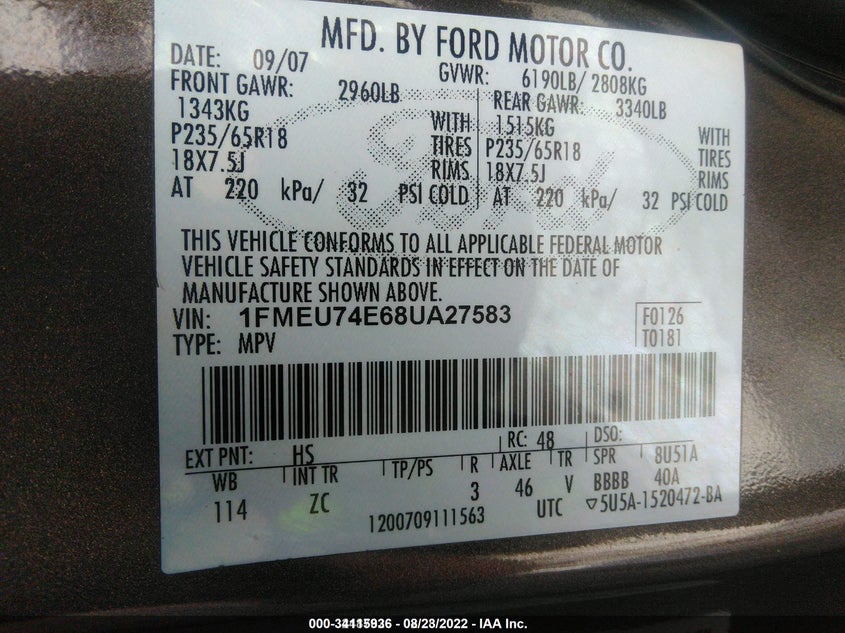 MFD. BY FORD MOTOR CO.
DATE: 09/07 GVWR: 6190LB/ 2808KG
FRONT GAWR: 2960LB REAR GAWR: 3340LB
1343KG WITH 1515KG WITH
P235/65R18 TIRES P235/65R18 TIRES
18X7.5J RIMS 18X7.5J RIMS
AT 220 kPa/ 32 PSI COLD AT 220 kPa/ 32 PSI COLD
Ford
THIS VEHICLE CONFORMS TO ALL APPLICABLE FEDERAL MOTOR
VEHICLE SAFETY STANDARDS IN EFFECT ON THE DATE OF
MANUFACTURE SHOWN ABOVE.
VIN: 1FMEU74E68UA27583 F0126
TYPE: MPV T0181
EXT PNT: HS RC: 48 DSO:
WB INT TR TP/PS R AXLE TR SPR 8U51A
114 ZC 3 46 V BBBB 40A
1200709111563 UTC ▽5U5A-1520472-BA
08/28/2022 - IAA Inc.